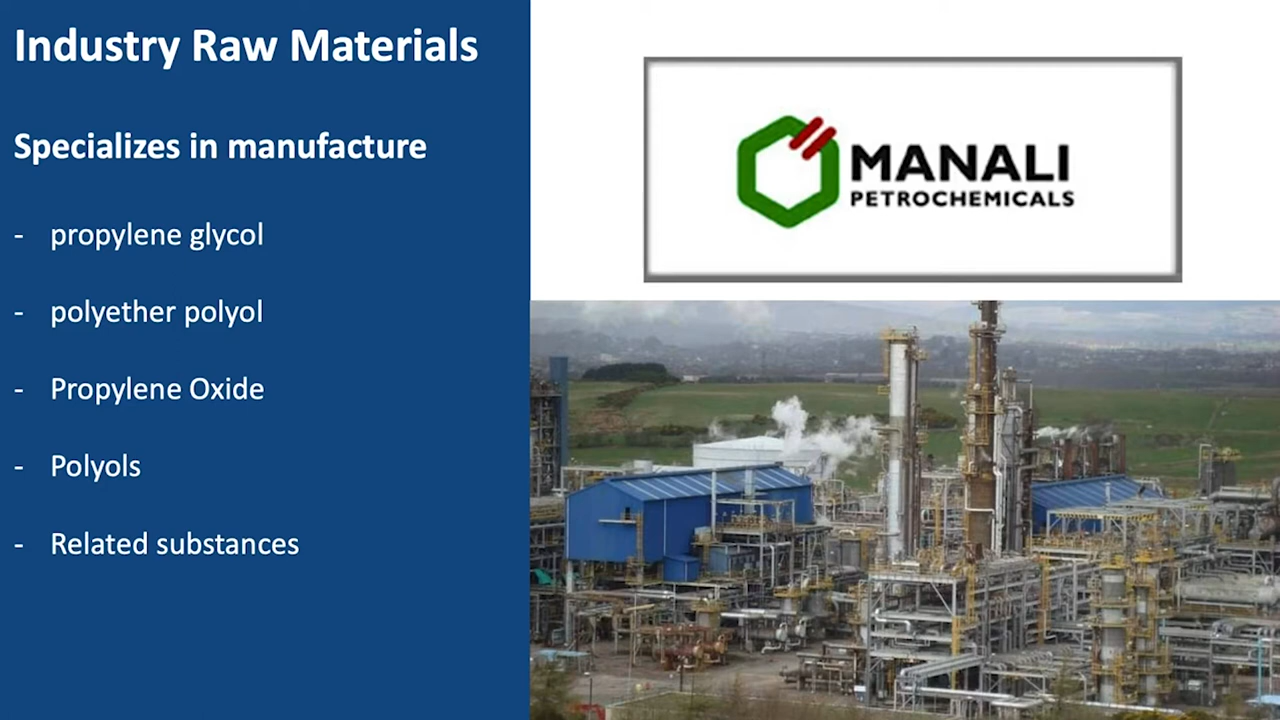 Industry Raw Materials
Specializes in manufacture
- propylene glycol
- polyether polyol
- Propylene Oxide
- Polyols
- Related substances
MANALI
PETROCHEMICALS